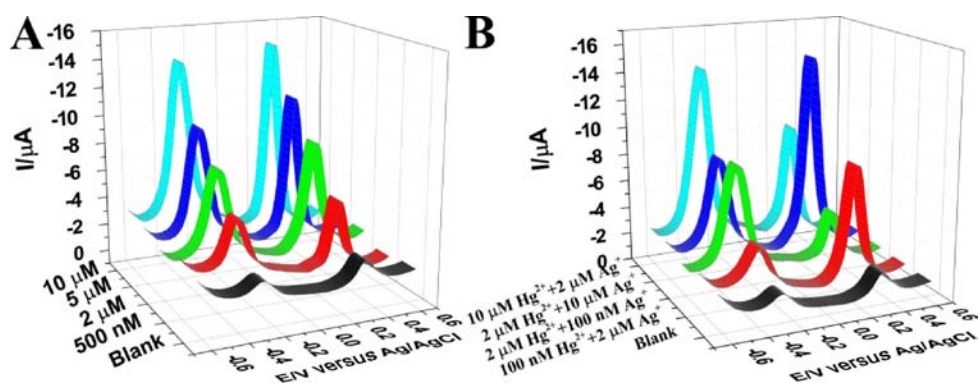 A
-16
-14
-12
-10
-8
-6
-4
-2
0
I/µA
10 µM
5 µM
2 µM
500 nM
Blank
-0.6
-0.4
-0.2
0.0
0.2
0.4
0.6
E/V versus Ag/AgCl
B
-16
-14
-12
-10
-8
-6
-4
-2
0
I/µA
10 µM Hg²⁺+2 µM Ag⁺
2 µM Hg²⁺+10 µM Ag⁺
2 µM Hg²⁺+100 nM Ag⁺
100 nM Hg²⁺+2 µM Ag⁺
Blank
-0.6
-0.4
-0.2
0.0
0.2
0.4
0.6
E/V versus Ag/AgCl